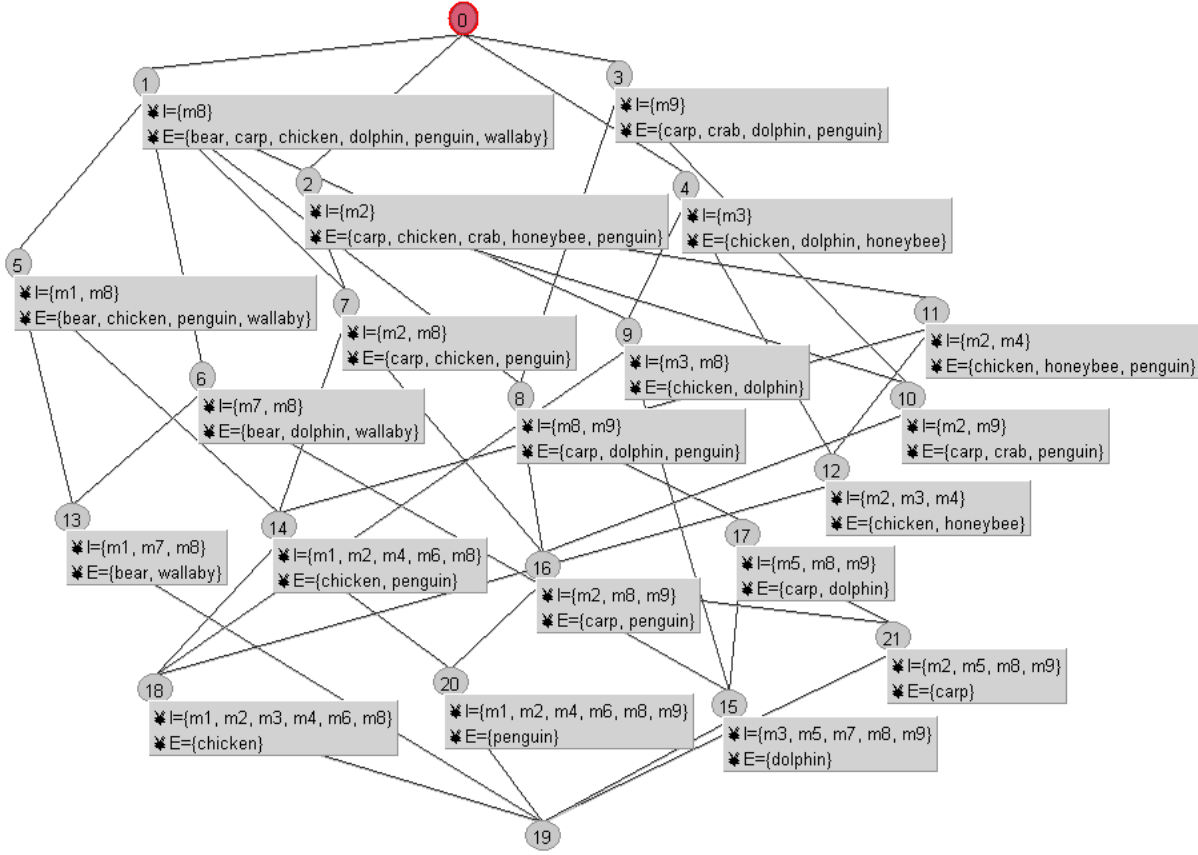 0
1
¥ I={m8}
¥ E={bear, carp, chicken, dolphin, penguin, wallaby}
3
¥ I={m9}
¥ E={carp, crab, dolphin, penguin}
2
¥ I={m2}
¥ E={carp, chicken, crab, honeybee, penguin}
4
¥ I={m3}
¥ E={chicken, dolphin, honeybee}
5
¥ I={m1, m8}
¥ E={bear, chicken, penguin, wallaby}
7
¥ I={m2, m8}
¥ E={carp, chicken, penguin}
9
¥ I={m3, m8}
¥ E={chicken, dolphin}
11
¥ I={m2, m4}
¥ E={chicken, honeybee, penguin}
6
¥ I={m7, m8}
¥ E={bear, dolphin, wallaby}
8
¥ I={m8, m9}
¥ E={carp, dolphin, penguin}
10
¥ I={m2, m9}
¥ E={carp, crab, penguin}
12
¥ I={m2, m3, m4}
¥ E={chicken, honeybee}
13
¥ I={m1, m7, m8}
¥ E={bear, wallaby}
14
¥ I={m1, m2, m4, m6, m8}
¥ E={chicken, penguin}
16
¥ I={m2, m8, m9}
¥ E={carp, penguin}
17
¥ I={m5, m8, m9}
¥ E={carp, dolphin}
21
¥ I={m2, m5, m8, m9}
¥ E={carp}
18
¥ I={m1, m2, m3, m4, m6, m8}
¥ E={chicken}
20
¥ I={m1, m2, m4, m6, m8, m9}
¥ E={penguin}
15
¥ I={m3, m5, m7, m8, m9}
¥ E={dolphin}
19